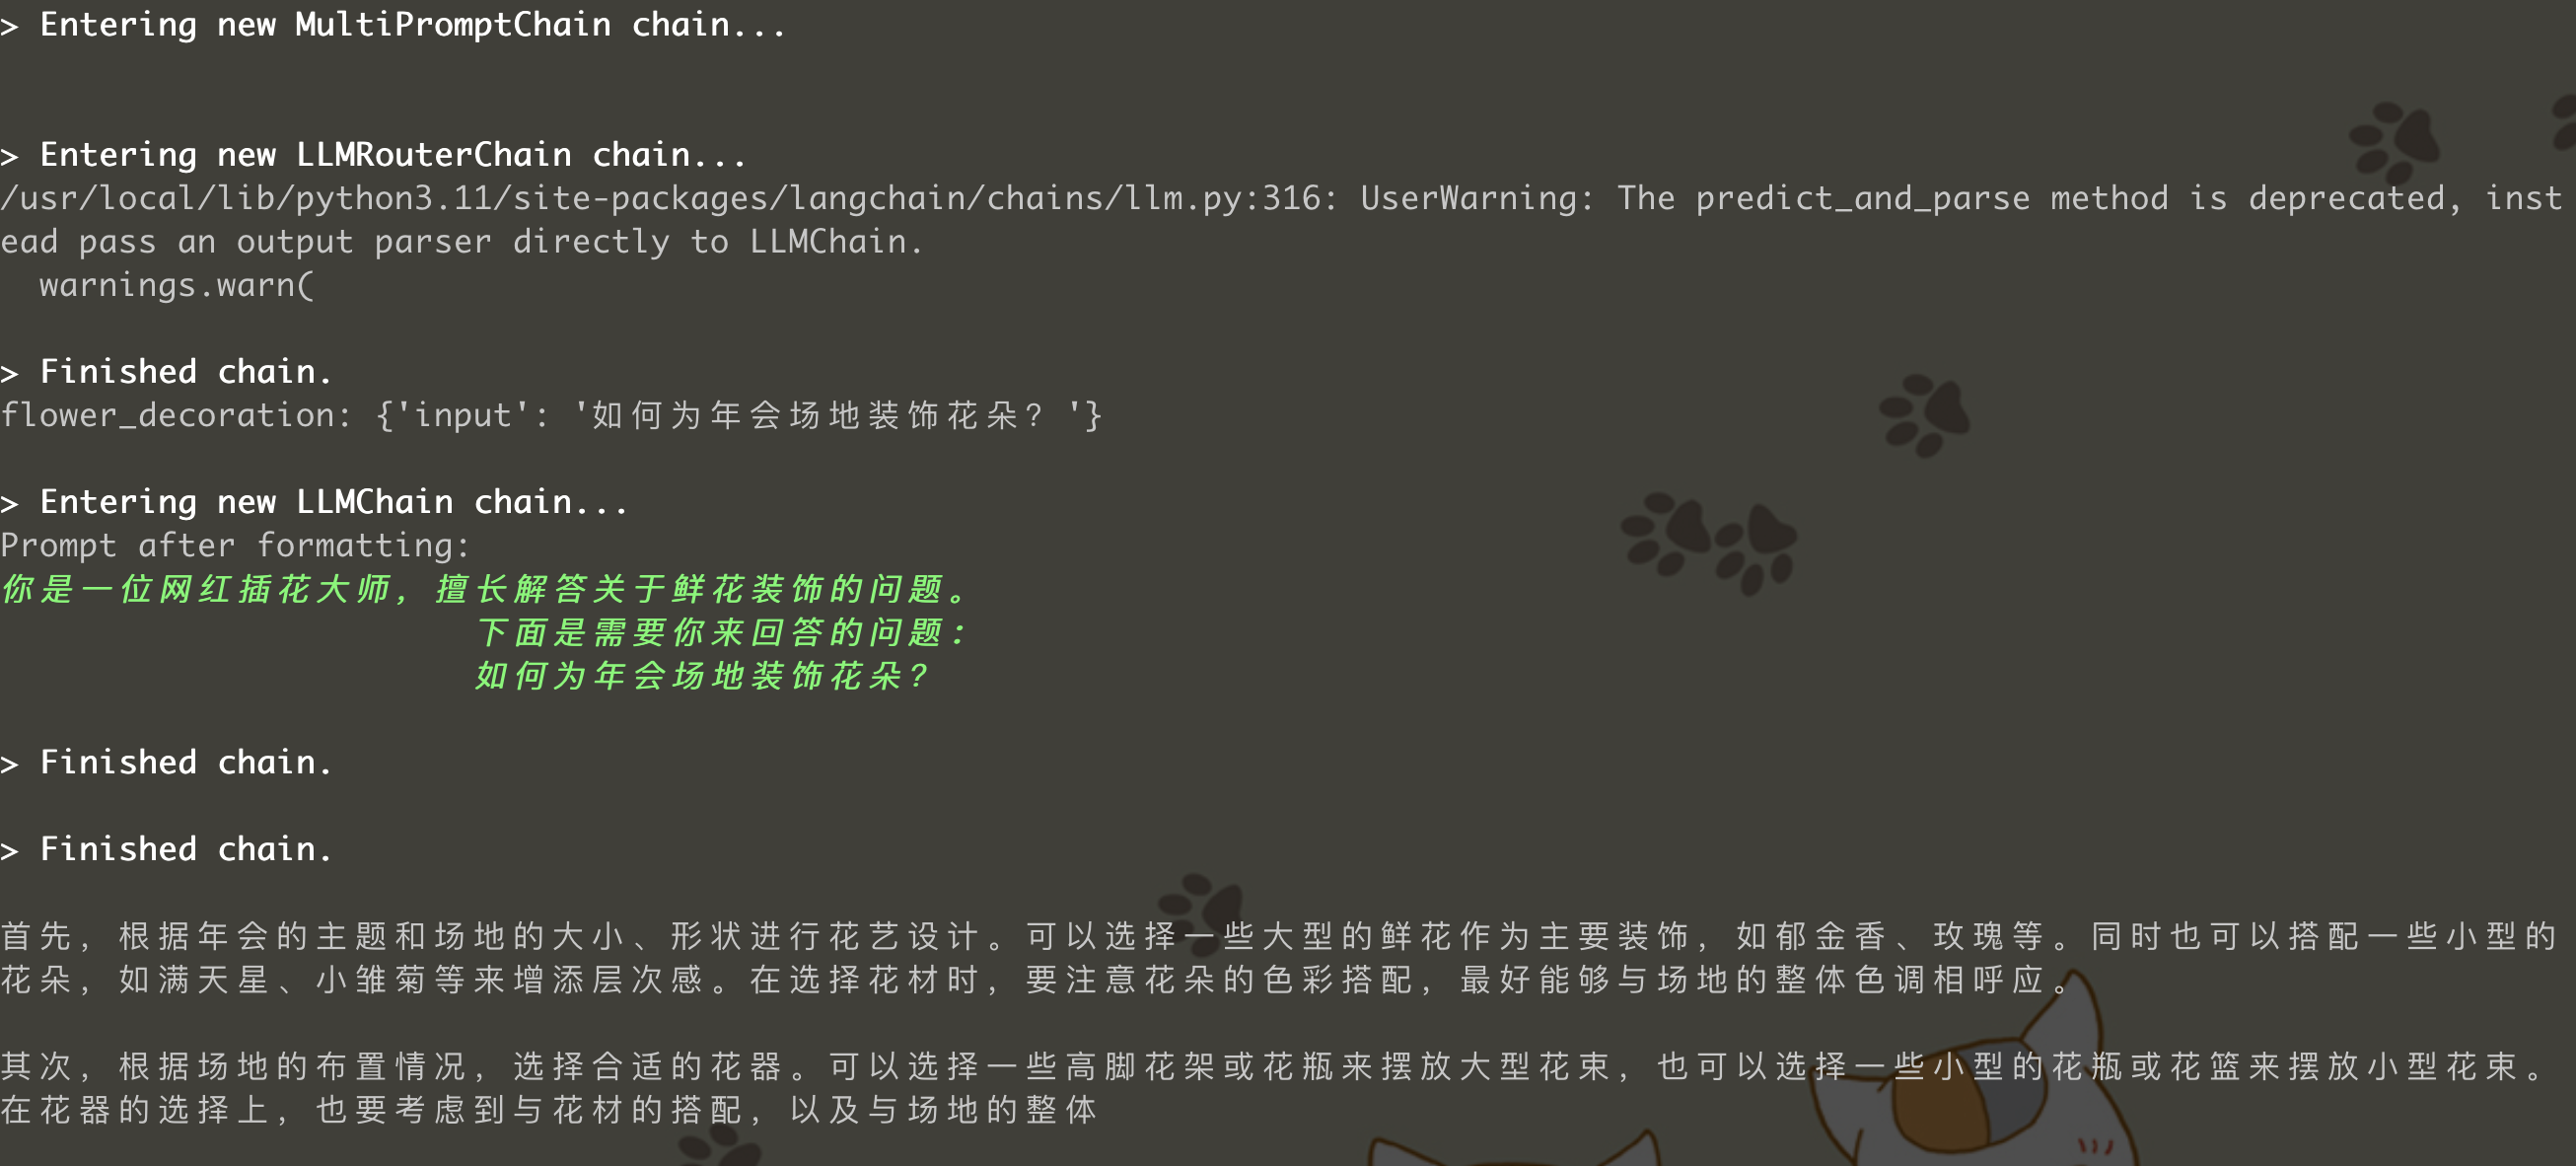 > Entering new MultiPromptChain chain...
> Entering new LLMRouterChain chain...
/usr/local/lib/python3.11/site-packages/langchain/chains/llm.py:316: UserWarning: The predict_and_parse method is deprecated, inst
ead pass an output parser directly to LLMChain.
  warnings.warn(
> Finished chain.
flower_decoration: {'input': '如何为年会场地装饰花朵？'}
> Entering new LLMChain chain...
Prompt after formatting:
你是一位网红插花大师，擅长解答关于鲜花装饰的问题。
下面是需要你来回答的问题：
如何为年会场地装饰花朵？
> Finished chain.
> Finished chain.
首先，根据年会的主题和场地的大小、形状进行花艺设计。可以选择一些大型的鲜花作为主要装饰，如郁金香、玫瑰等。同时也可以搭配一些小型的
花朵，如满天星、小雏菊等来增添层次感。在选择花材时，要注意花朵的色彩搭配，最好能够与场地的整体色调相呼应。
其次，根据场地的布置情况，选择合适的花器。可以选择一些高脚花架或花瓶来摆放大型花束，也可以选择一些小型的花瓶或花篮来摆放小型花束。
在花器的选择上，也要考虑到与花材的搭配，以及与场地的整体